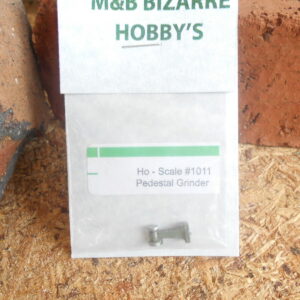 M&B BIZARRE
HOBBY'S
Ho - Scale #1011
Pedestal Grinder